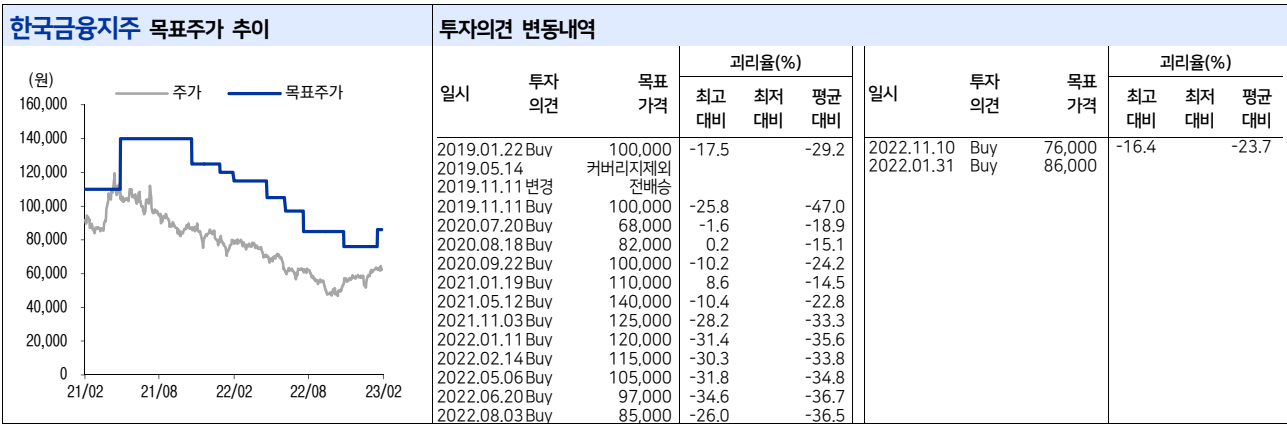 한국금융지주 목표주가 추이
(원)
주가 목표주가
160,000
140,000
120,000
100,000
80,000
60,000
40,000
20,000
0
21/02 21/08 22/02 22/08 23/02
투자의견 변동내역
일시 투자의견 목표가격 괴리율(%)
최고대비 최저대비 평균대비
2019.01.22 Buy 100,000 -17.5 -29.2
2019.05.14 커버리지제외
2019.11.11 변경 전배승
2019.11.11 Buy 100,000 -25.8 -47.0
2020.07.20 Buy 68,000 -1.6 -18.9
2020.08.18 Buy 82,000 0.2 -15.1
2020.09.22 Buy 100,000 -10.2 -24.2
2021.01.19 Buy 110,000 8.6 -14.5
2021.05.12 Buy 140,000 -10.4 -22.8
2021.11.03 Buy 125,000 -28.2 -33.3
2022.01.11 Buy 120,000 -31.4 -35.6
2022.02.14 Buy 115,000 -30.3 -33.8
2022.05.06 Buy 105,000 -31.8 -34.8
2022.06.20 Buy 97,000 -34.6 -36.7
2022.08.03 Buy 85,000 -26.0 -36.5
일시 투자의견 목표가격 괴리율(%)
최고대비 최저대비 평균대비
2022.11.10 Buy 76,000 -16.4 -23.7
2022.01.31 Buy 86,000